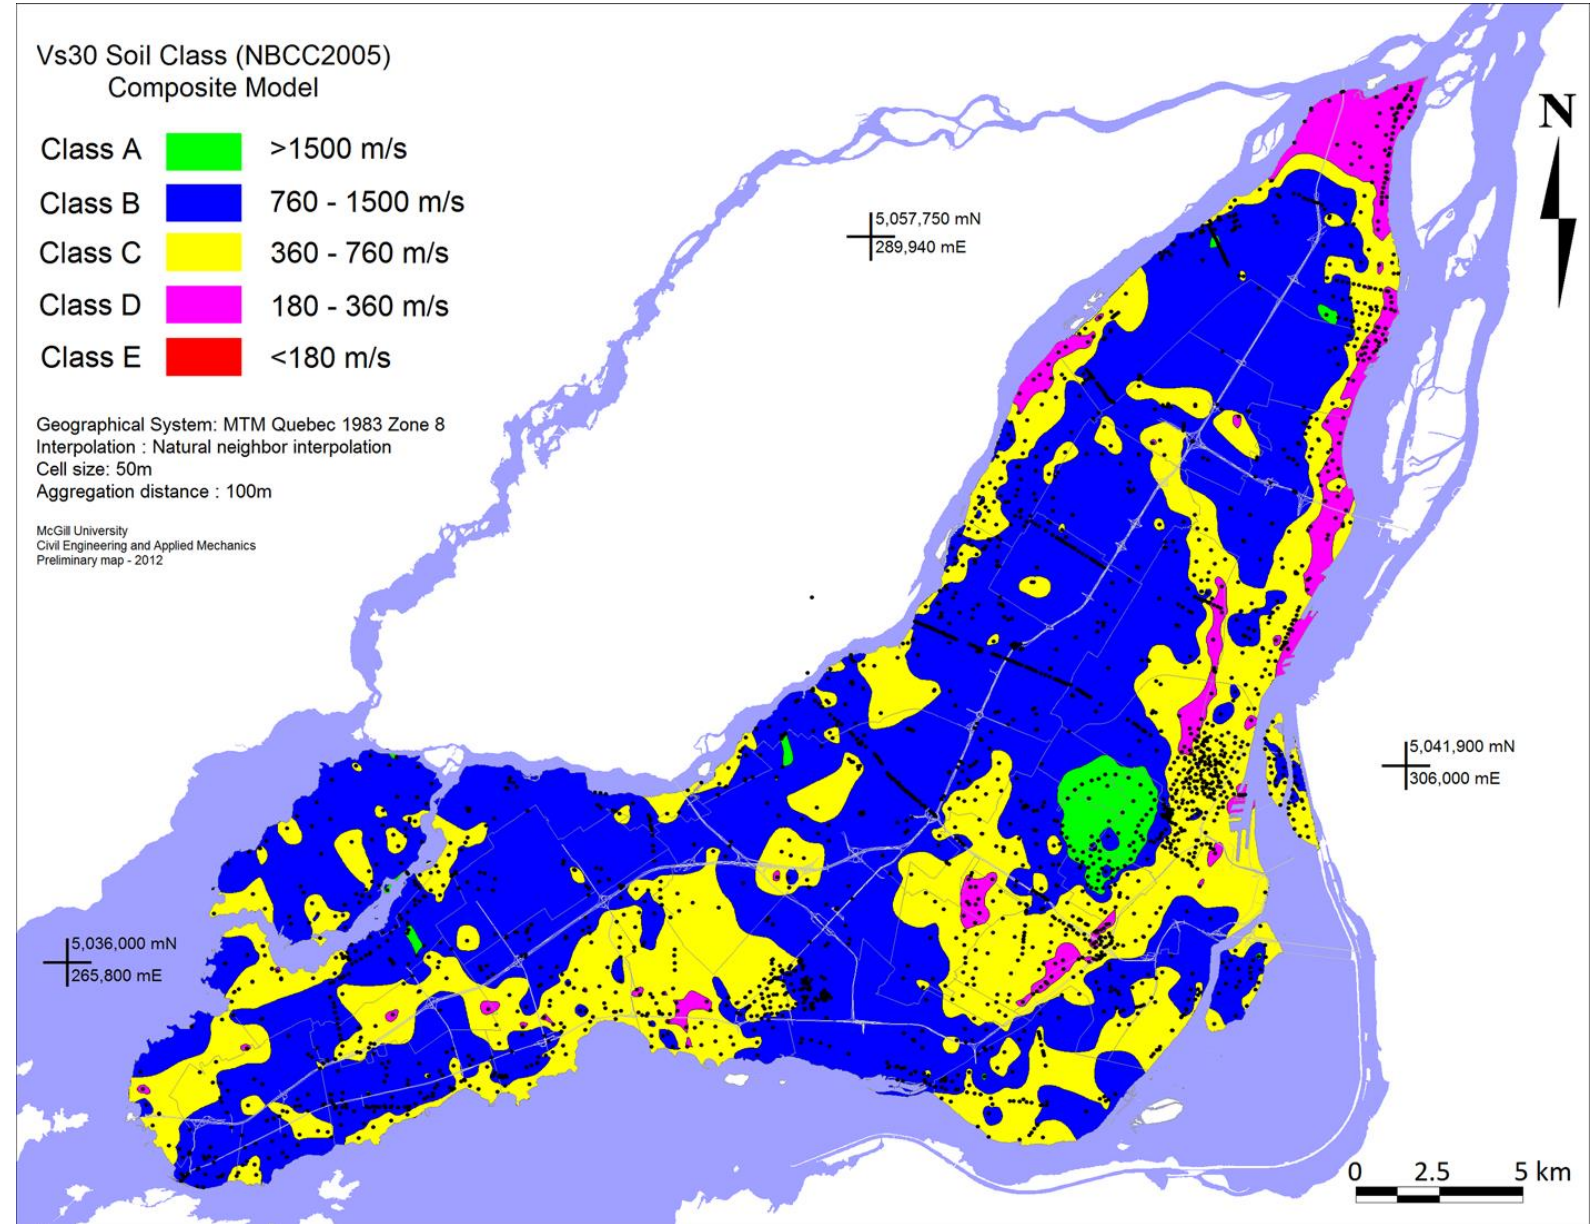 Vs30 Soil Class (NBCC2005)
Composite Model
Class A >1500 m/s
Class B 760 - 1500 m/s
Class C 360 - 760 m/s
Class D 180 - 360 m/s
Class E <180 m/s
Geographical System: MTM Quebec 1983 Zone 8
Interpolation : Natural neighbor interpolation
Cell size: 50m
Aggregation distance : 100m
McGill University
Civil Engineering and Applied Mechanics
Preliminary map - 2012
N
5,057,750 mN
289,940 mE
5,041,900 mN
306,000 mE
5,036,000 mN
265,800 mE
0 2.5 5 km